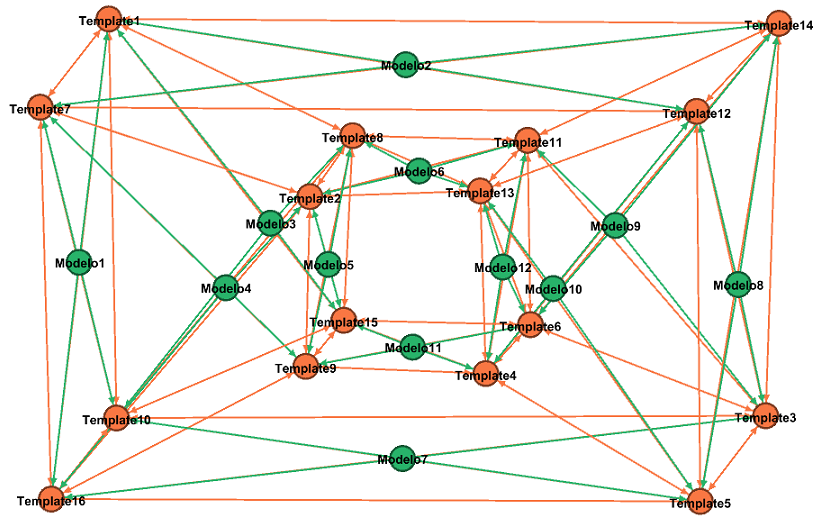 Template1
Template14
Modelo2
Template7
Template12
Template8
Template11
Modelo6
Template2
Template13
Modelo3
Modelo9
Modelo1
Modelo5
Modelo12
Modelo4
Modelo10
Modelo8
Template15
Template6
Modelo11
Template9
Template4
Template10
Template3
Modelo7
Template16
Template5